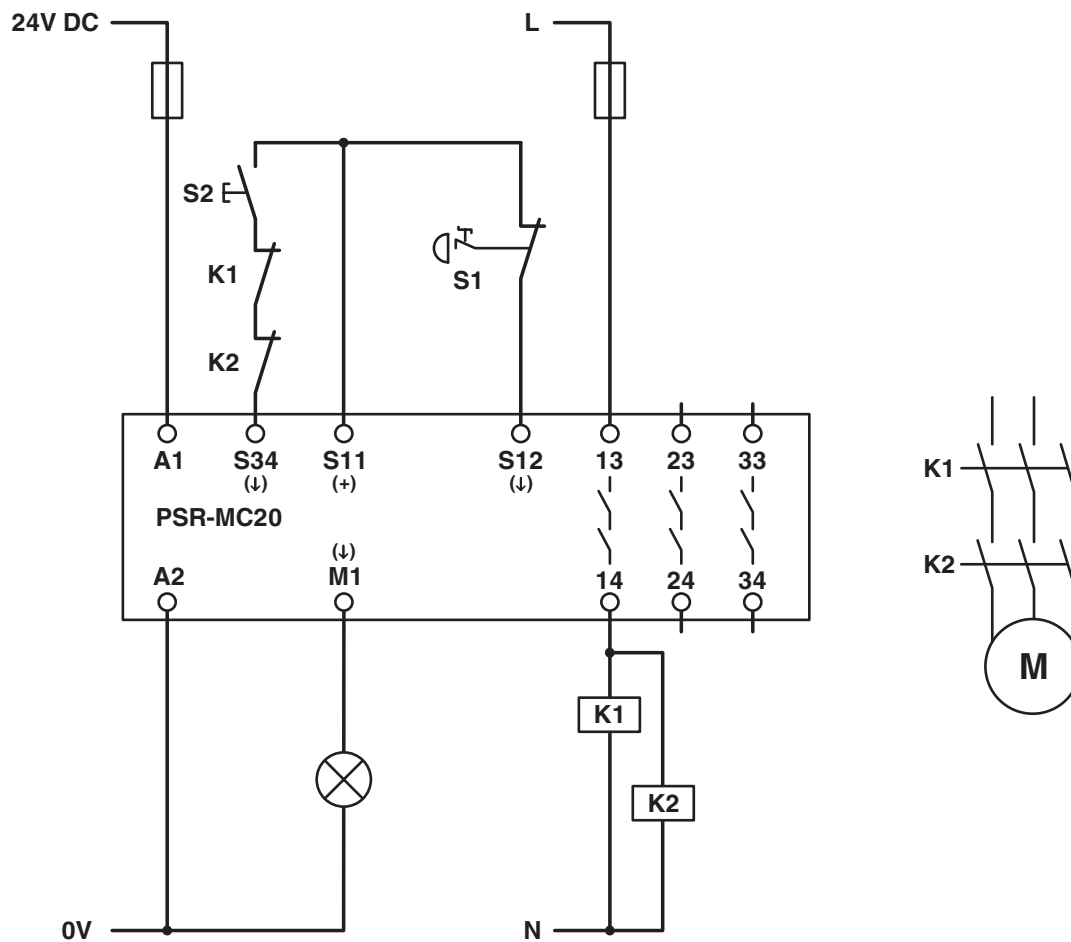 24V DC
L
S2
K1
S1
K2
A1 S34 S11 S12 13 23 33
(↓) (+) (↓)
PSR-MC20
(↓)
A2 M1 14 24 34
K1
K2
K1
K2
M
0V
N